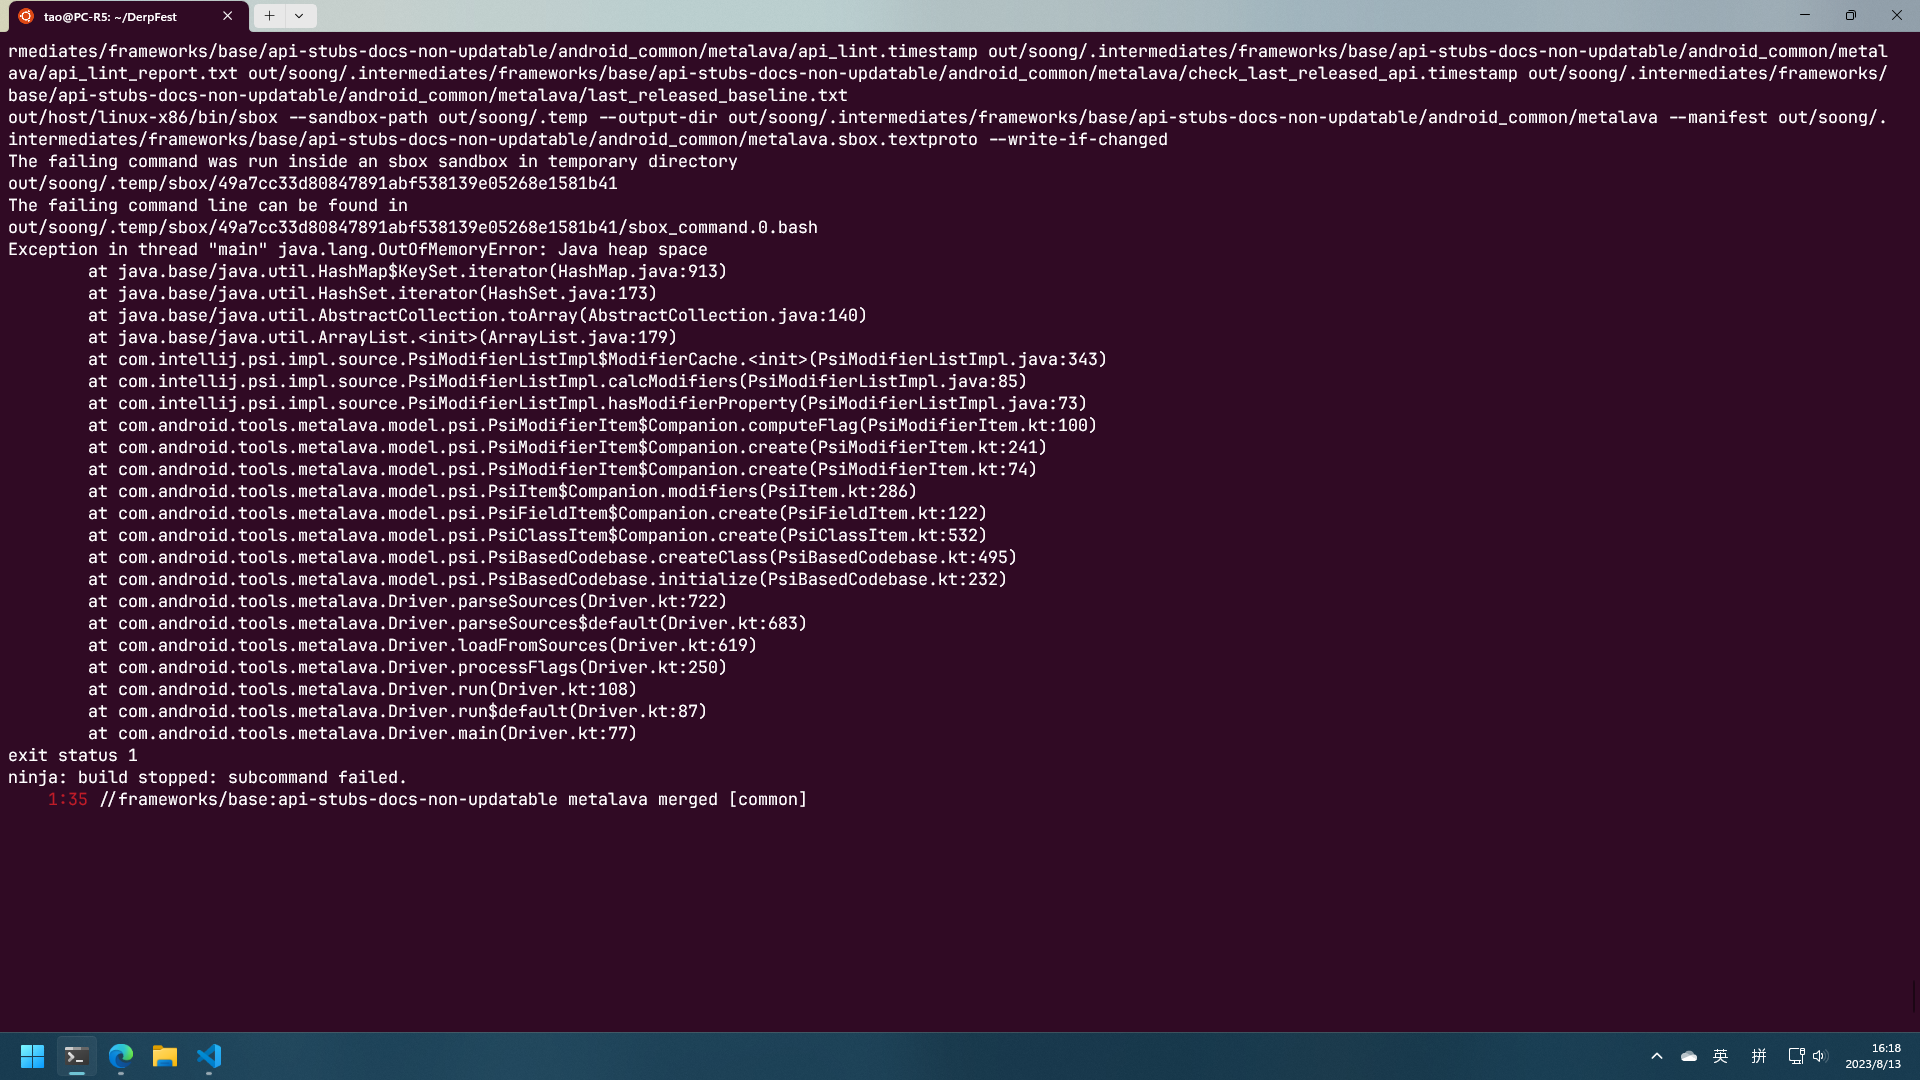 tao@PC-R5: ~/DerpFest
rmediates/frameworks/base/api-stubs-docs-non-updatable/android_common/metalava/api_lint.timestamp out/soong/.intermediates/frameworks/base/api-stubs-docs-non-updatable/android_common/metal
ava/api_lint_report.txt out/soong/.intermediates/frameworks/base/api-stubs-docs-non-updatable/android_common/metalava/check_last_released_api.timestamp out/soong/.intermediates/frameworks/
base/api-stubs-docs-non-updatable/android_common/metalava/last_released_baseline.txt
out/host/linux-x86/bin/sbox --sandbox-path out/soong/.temp --output-dir out/soong/.intermediates/frameworks/base/api-stubs-docs-non-updatable/android_common/metalava --manifest out/soong/.
intermediates/frameworks/base/api-stubs-docs-non-updatable/android_common/metalava.sbox.textproto --write-if-changed
The failing command was run inside an sbox sandbox in temporary directory
out/soong/.temp/sbox/49a7cc33d80847891abf538139e05268e1581b41
The failing command line can be found in
out/soong/.temp/sbox/49a7cc33d80847891abf538139e05268e1581b41/sbox_command.0.bash
Exception in thread "main" java.lang.OutOfMemoryError: Java heap space
at java.base/java.util.HashMap$KeySet.iterator(HashMap.java:913)
at java.base/java.util.HashSet.iterator(HashSet.java:173)
at java.base/java.util.AbstractCollection.toArray(AbstractCollection.java:140)
at java.base/java.util.ArrayList.<init>(ArrayList.java:179)
at com.intellij.psi.impl.source.PsiModifierListImpl$ModifierCache.<init>(PsiModifierListImpl.java:343)
at com.intellij.psi.impl.source.PsiModifierListImpl.calcModifiers(PsiModifierListImpl.java:85)
at com.intellij.psi.impl.source.PsiModifierListImpl.hasModifierProperty(PsiModifierListImpl.java:73)
at com.android.tools.metalava.model.psi.PsiModifierItem$Companion.computeFlag(PsiModifierItem.kt:100)
at com.android.tools.metalava.model.psi.PsiModifierItem$Companion.create(PsiModifierItem.kt:241)
at com.android.tools.metalava.model.psi.PsiModifierItem$Companion.create(PsiModifierItem.kt:74)
at com.android.tools.metalava.model.psi.PsiItem$Companion.modifiers(PsiItem.kt:286)
at com.android.tools.metalava.model.psi.PsiFieldItem$Companion.create(PsiFieldItem.kt:122)
at com.android.tools.metalava.model.psi.PsiClassItem$Companion.create(PsiClassItem.kt:532)
at com.android.tools.metalava.model.psi.PsiBasedCodebase.createClass(PsiBasedCodebase.kt:495)
at com.android.tools.metalava.model.psi.PsiBasedCodebase.initialize(PsiBasedCodebase.kt:232)
at com.android.tools.metalava.Driver.parseSources(Driver.kt:722)
at com.android.tools.metalava.Driver.parseSources$default(Driver.kt:683)
at com.android.tools.metalava.Driver.loadFromSources(Driver.kt:619)
at com.android.tools.metalava.Driver.processFlags(Driver.kt:250)
at com.android.tools.metalava.Driver.run(Driver.kt:108)
at com.android.tools.metalava.Driver.run$default(Driver.kt:87)
at com.android.tools.metalava.Driver.main(Driver.kt:77)
exit status 1
ninja: build stopped: subcommand failed.
1:35 //frameworks/base:api-stubs-docs-non-updatable metalava merged [common]
英 拼 16:18
2023/8/13